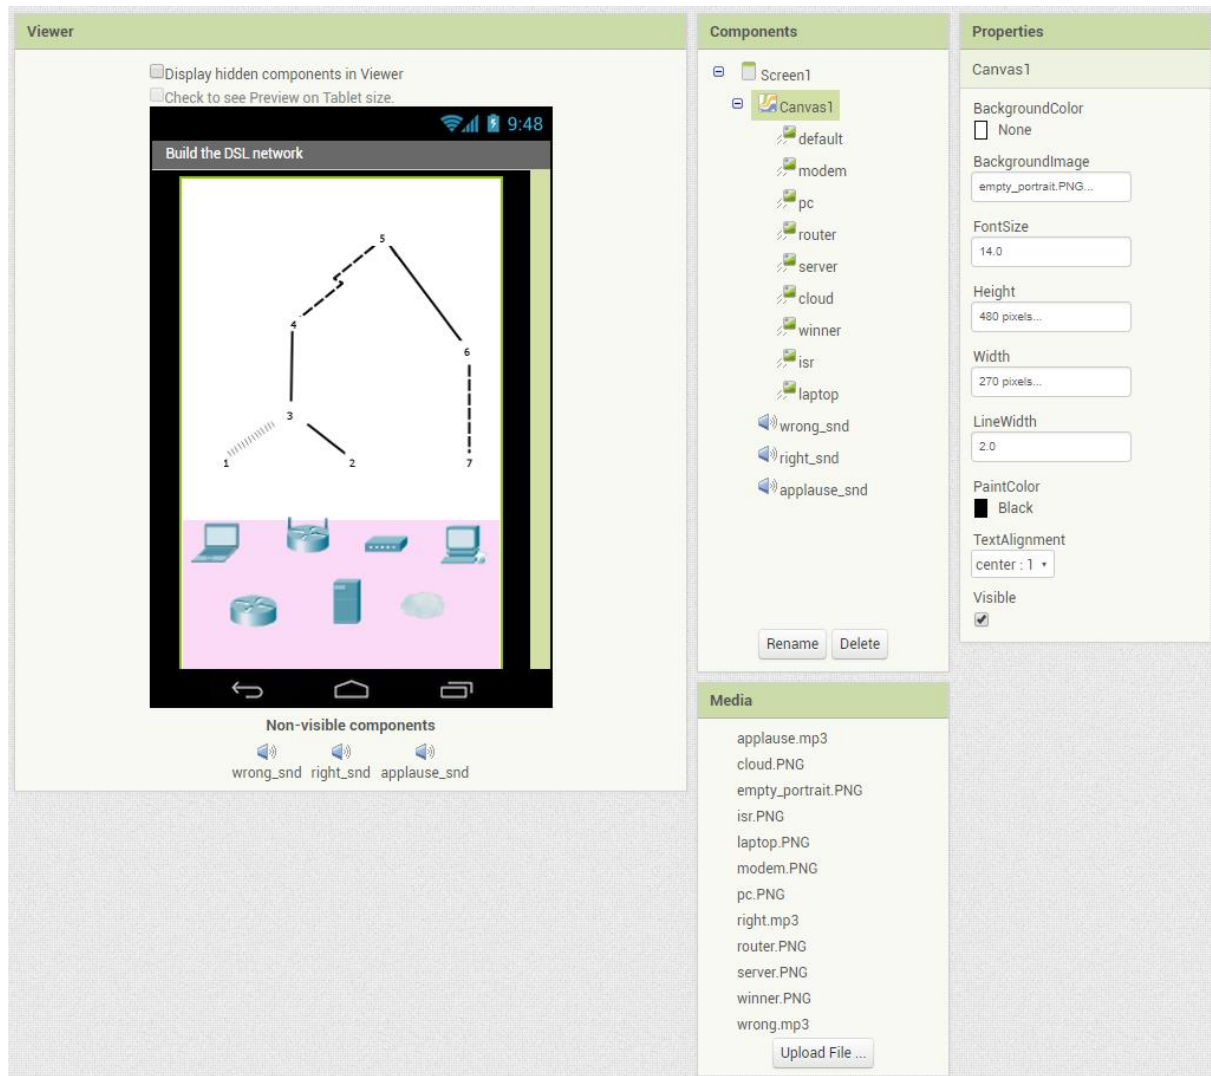 Viewer
Display hidden components in Viewer
Check to see Preview on Tablet size.
9:48
Build the DSL network
5
4
6
3
1
2
7
Non-visible components
wrong_snd right_snd applause_snd
Components
Screen1
Canvas1
default
modem
pc
router
server
cloud
winner
isr
laptop
wrong_snd
right_snd
applause_snd
Rename Delete
Media
applause.mp3
cloud.PNG
empty_portrait.PNG
isr.PNG
laptop.PNG
modem.PNG
pc.PNG
right.mp3
router.PNG
server.PNG
winner.PNG
wrong.mp3
Upload File ...
Properties
Canvas1
BackgroundColor
None
BackgroundImage
empty_portrait.PNG...
FontSize
14.0
Height
480 pixels...
Width
270 pixels...
LineWidth
2.0
PaintColor
Black
TextAlignment
center : 1
Visible